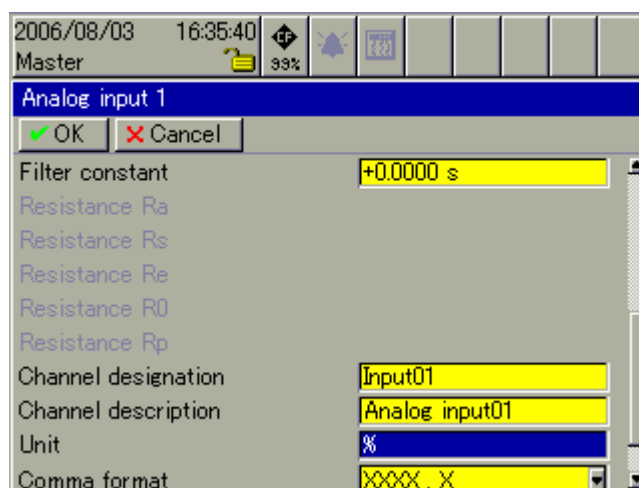 2006/08/03 16:35:40
Master
CF
99%
Analog input 1
OK Cancel
Filter constant +0.0000 s
Resistance Ra
Resistance Rs
Resistance Re
Resistance R0
Resistance Rp
Channel designation Input01
Channel description Analog input01
Unit %
Comma format XXXX . X